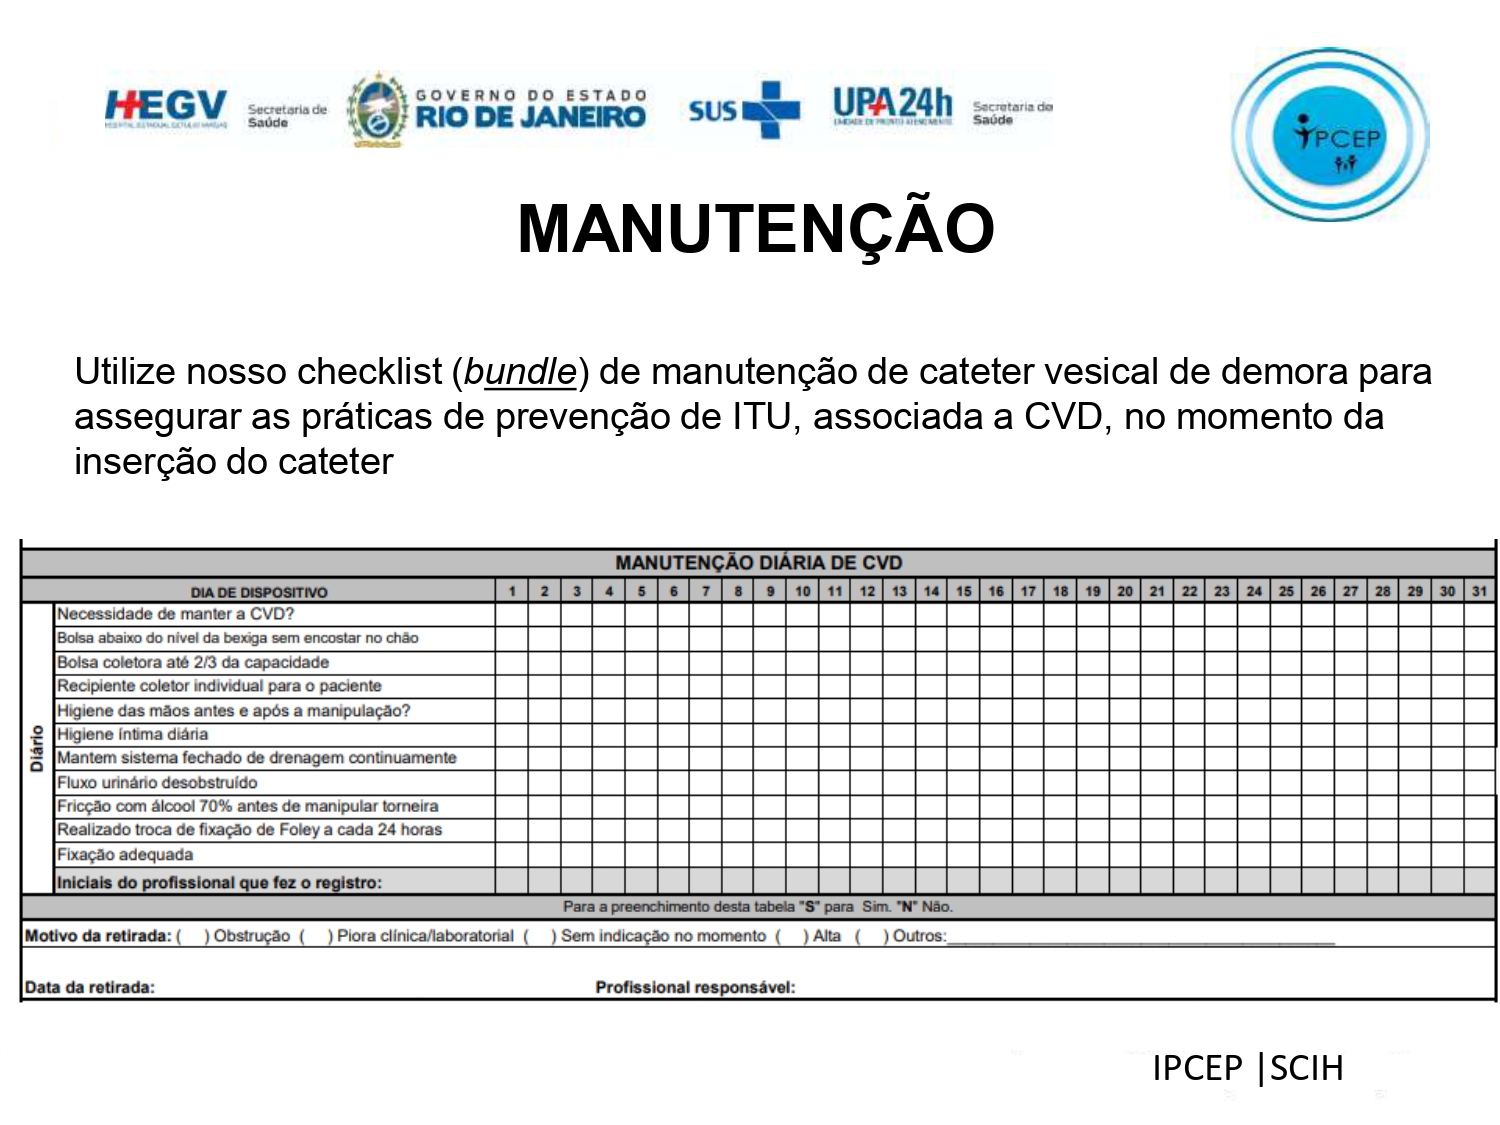 HEGV
HOSPITAL ESTADUAL GETULIO VARGAS
Secretaria de
Saúde
GOVERNO DO ESTADO
RIO DE JANEIRO
SUS
UPA24h
UNIDADE DE PRONTO ATENDIMENTO
Secretaria de
Saúde
IPCEP
MANUTENÇÃO
Utilize nosso checklist (bundle) de manutenção de cateter vesical de demora para
assegurar as práticas de prevenção de ITU, associada a CVD, no momento da
inserção do cateter
MANUTENÇÃO DIÁRIA DE CVD
DIA DE DISPOSITIVO 1 2 3 4 5 6 7 8 9 10 11 12 13 14 15 16 17 18 19 20 21 22 23 24 25 26 27 28 29 30 31
Diário
Necessidade de manter a CVD?
Bolsa abaixo do nível da bexiga sem encostar no chão
Bolsa coletora até 2/3 da capacidade
Recipiente coletor individual para o paciente
Higiene das mãos antes e após a manipulação?
Higiene íntima diária
Mantem sistema fechado de drenagem continuamente
Fluxo urinário desobstruído
Fricção com álcool 70% antes de manipular torneira
Realizado troca de fixação de Foley a cada 24 horas
Fixação adequada
Iniciais do profissional que fez o registro:
Para a preenchimento desta tabela "S" para Sim. "N" Não.
Motivo da retirada: ( ) Obstrução ( ) Piora clínica/laboratorial ( ) Sem indicação no momento ( ) Alta ( ) Outros:
Data da retirada: Profissional responsável:
IPCEP |SCIH